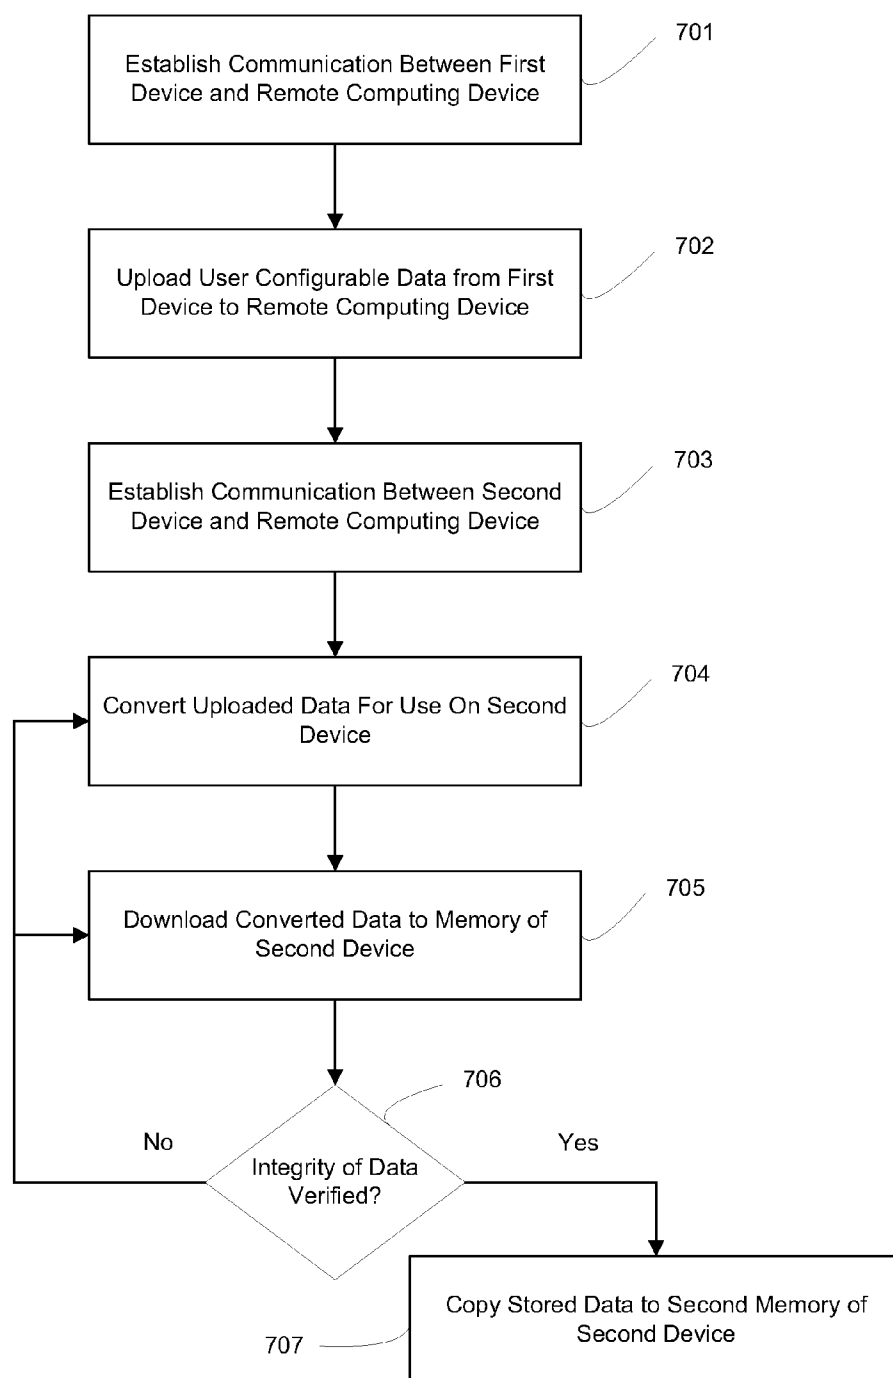 701
Establish Communication Between First
Device and Remote Computing Device
702
Upload User Configurable Data from First
Device to Remote Computing Device
703
Establish Communication Between Second
Device and Remote Computing Device
704
Convert Uploaded Data For Use On Second
Device
705
Download Converted Data to Memory of
Second Device
706
No
Yes
Integrity of Data
Verified?
Copy Stored Data to Second Memory of
Second Device
707